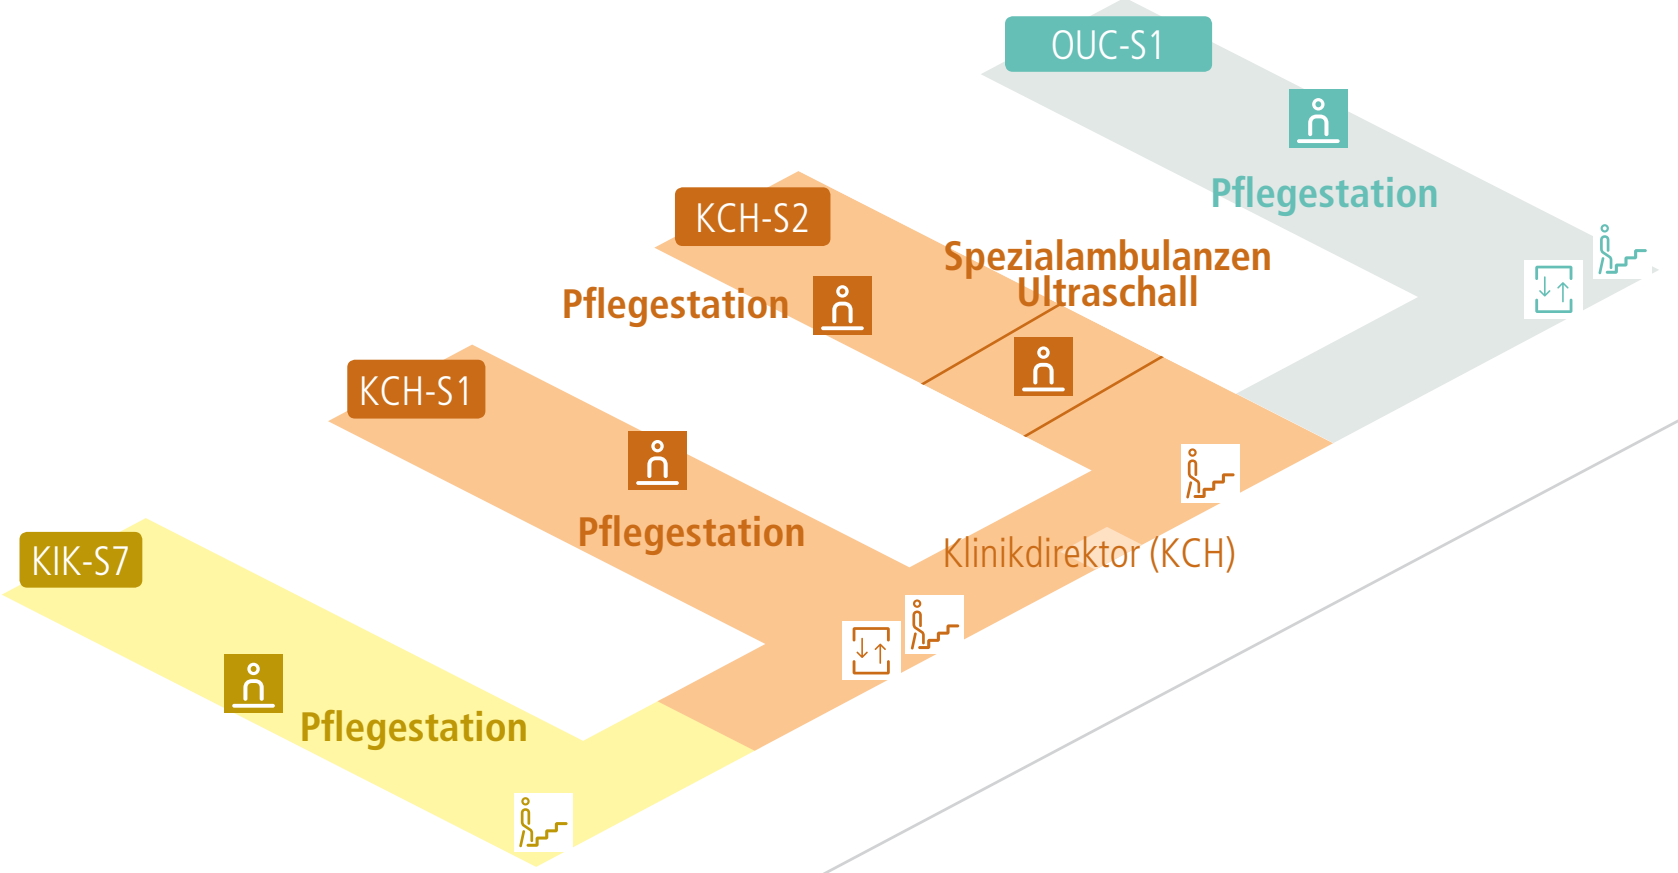 OUC-S1
Pflegestation
KCH-S2
Spezialambulanzen
Ultraschall
Pflegestation
KCH-S1
Pflegestation
Klinikdirektor (KCH)
KIK-S7
Pflegestation